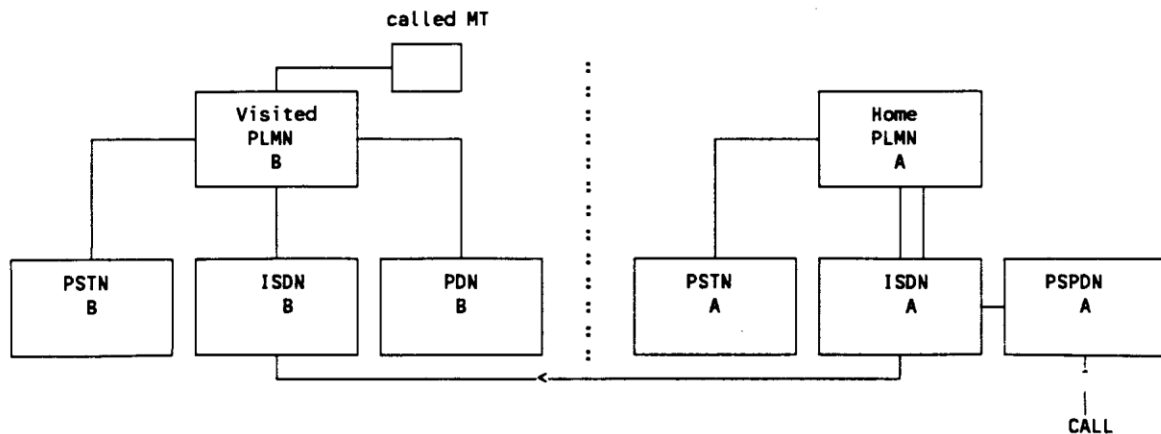 called MT
Visited
PLMN
B
Home
PLMN
A
PSTN
B
ISDN
B
PDN
B
PSTN
A
ISDN
A
PSPDN
A
CALL